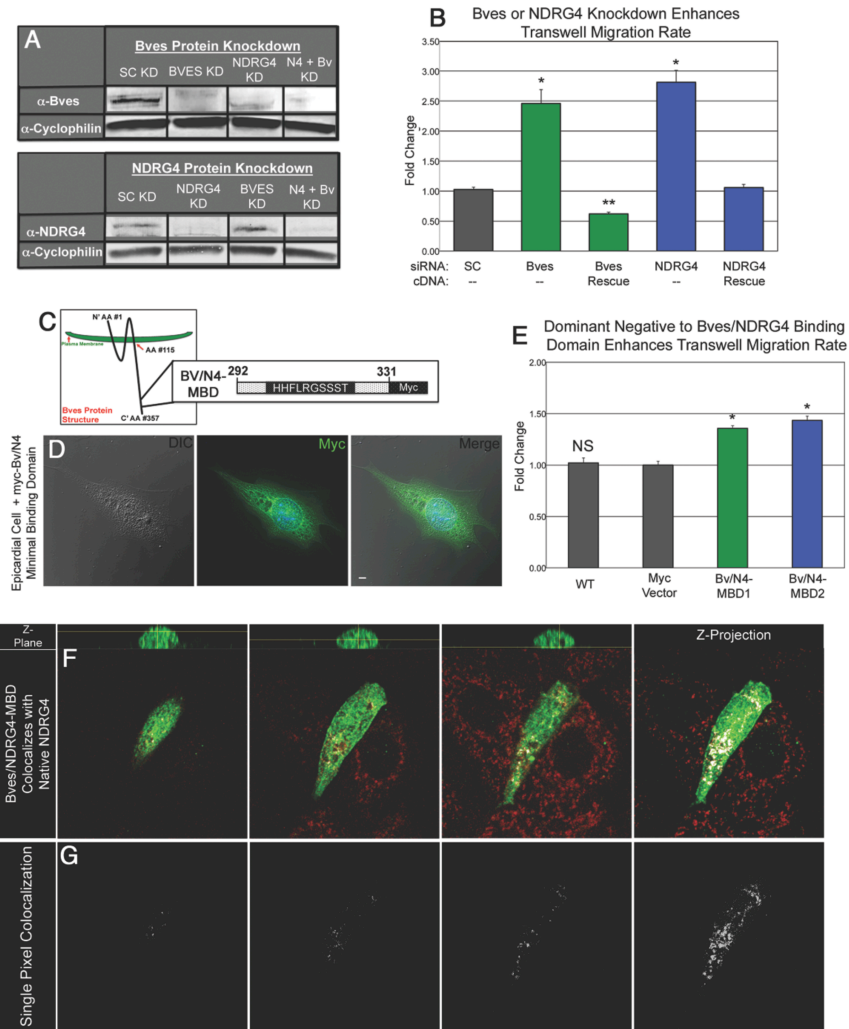 A
Bves Protein Knockdown
SC KD
BVES KD
NDRG4 KD
N4 + Bv KD
α-Bves
α-Cyclophilin
NDRG4 Protein Knockdown
SC KD
NDRG4 KD
BVES KD
N4 + Bv KD
α-NDRG4
α-Cyclophilin
B
Bves or NDRG4 Knockdown Enhances
Transwell Migration Rate
Fold Change
3.50
3.00
2.50
2.00
1.50
1.00
0.50
0.00
*
**
*
siRNA: SC Bves Bves NDRG4 NDRG4
cDNA: -- -- Rescue -- Rescue
C
N' AA #1
Plasma Membrane
AA #115
Bves Protein
Structure
C' AA #357
BV/N4-
MBD
292
331
HHFLRGSSST
Myc
D
Epicardial Cell + myc-Bv/N4
Minimal Binding Domain
DIC
Myc
Merge
E
Dominant Negative to Bves/NDRG4 Binding
Domain Enhances Transwell Migration Rate
Fold Change
2.00
1.50
1.00
0.50
0.00
NS
*
*
WT
Myc
Vector
Bv/N4-
MBD1
Bv/N4-
MBD2
Z-
Plane
Z-Projection
F
Bves/NDRG4-MBD
Colocalizes with
Native NDRG4
G
Single Pixel Colocalization